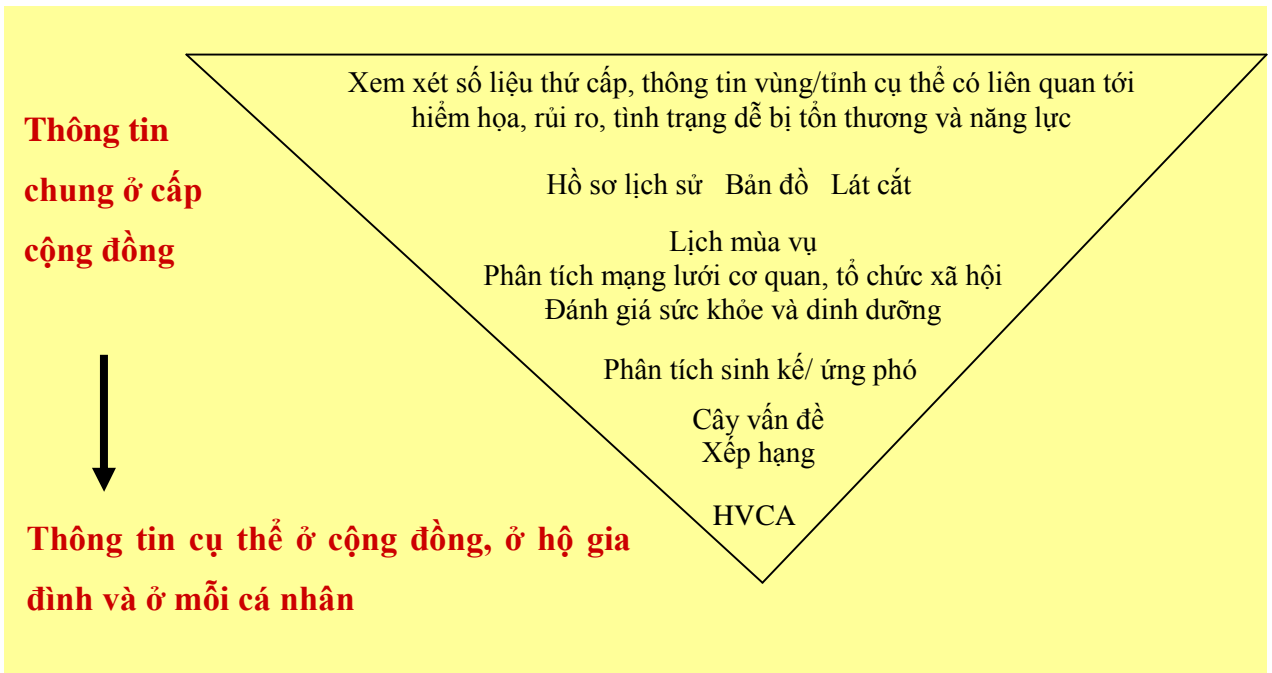 Xem xét số liệu thứ cấp, thông tin vùng/tỉnh cụ thể có liên quan tới
hiểm họa, rủi ro, tình trạng dễ bị tổn thương và năng lực
Thông tin
chung ở cấp
cộng đồng
Hồ sơ lịch sử Bản đồ Lát cắt
Lịch mùa vụ
Phân tích mạng lưới cơ quan, tổ chức xã hội
Đánh giá sức khỏe và dinh dưỡng
Phân tích sinh kế/ ứng phó
Cây vấn đề
Xếp hạng
HVCA
Thông tin cụ thể ở cộng đồng, ở hộ gia
đình và ở mỗi cá nhân